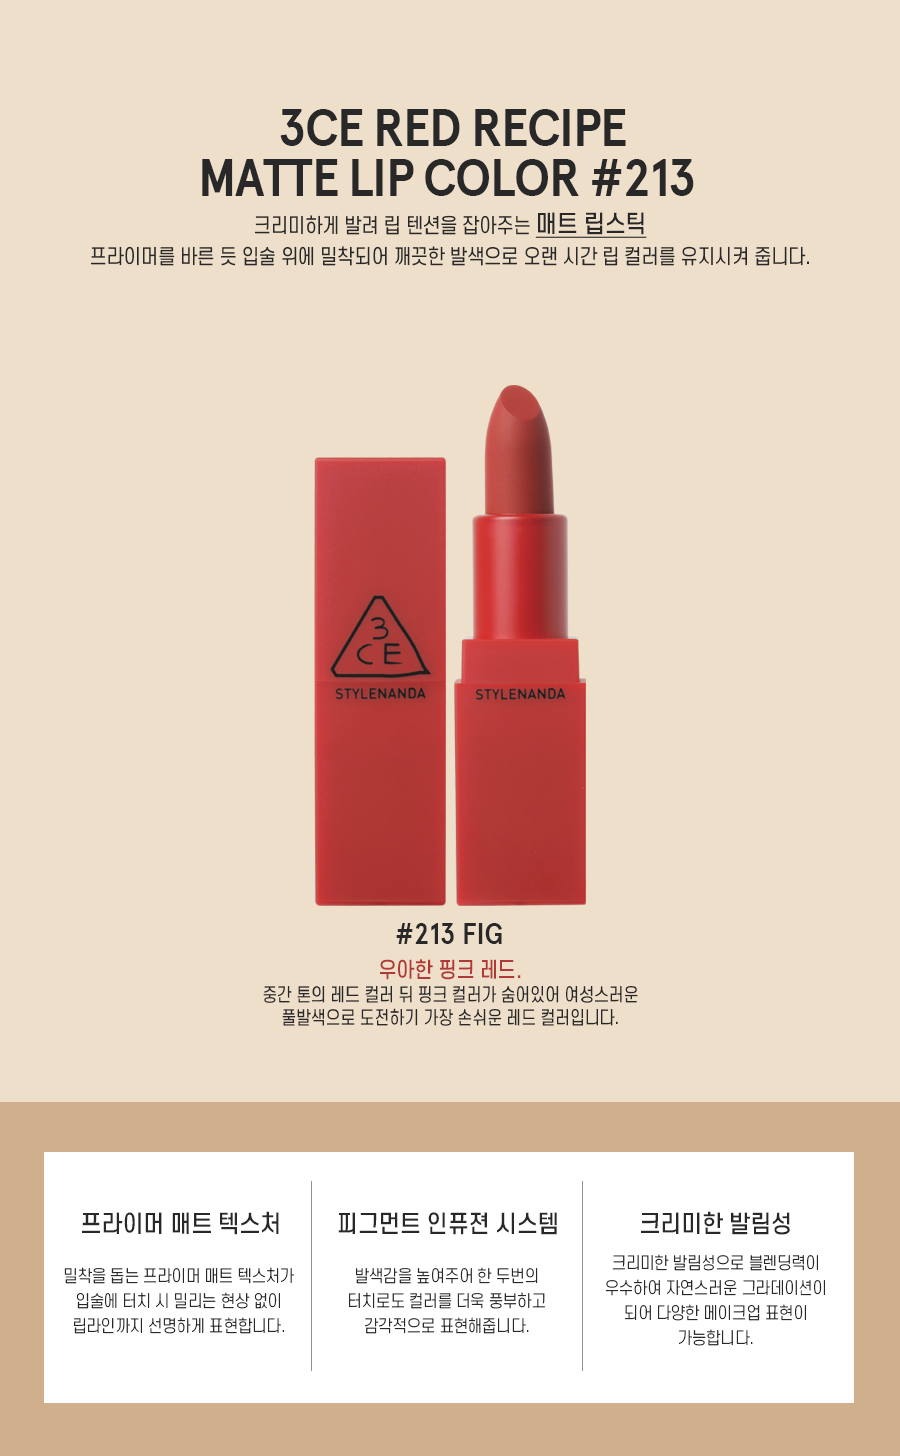 3CE RED RECIPE
MATTE LIP COLOR #213
크리미하게 발려 립 텐션을 잡아주는 매트 립스틱
프라이머를 바른 듯 입술 위에 밀착되어 깨끗한 발색으로 오랜 시간 립 컬러를 유지시켜 줍니다.
3
CE
STYLENANDA
STYLENANDA
#213 FIG
우아한 핑크 레드.
중간 톤의 레드 컬러 뒤 핑크 컬러가 숨어있어 여성스러운
풀발색으로 도전하기 가장 손쉬운 레드 컬러입니다.
프라이머 매트 텍스처
밀착을 돕는 프라이머 매트 텍스처가
입술에 터치 시 밀리는 현상 없이
립라인까지 선명하게 표현합니다.
피그먼트 인퓨젼 시스템
발색감을 높여주어 한 두번의
터치로도 컬러를 더욱 풍부하고
감각적으로 표현해줍니다.
크리미한 발림성
크리미한 발림성으로 블렌딩력이
우수하여 자연스러운 그라데이션이
되어 다양한 메이크업 표현이
가능합니다.